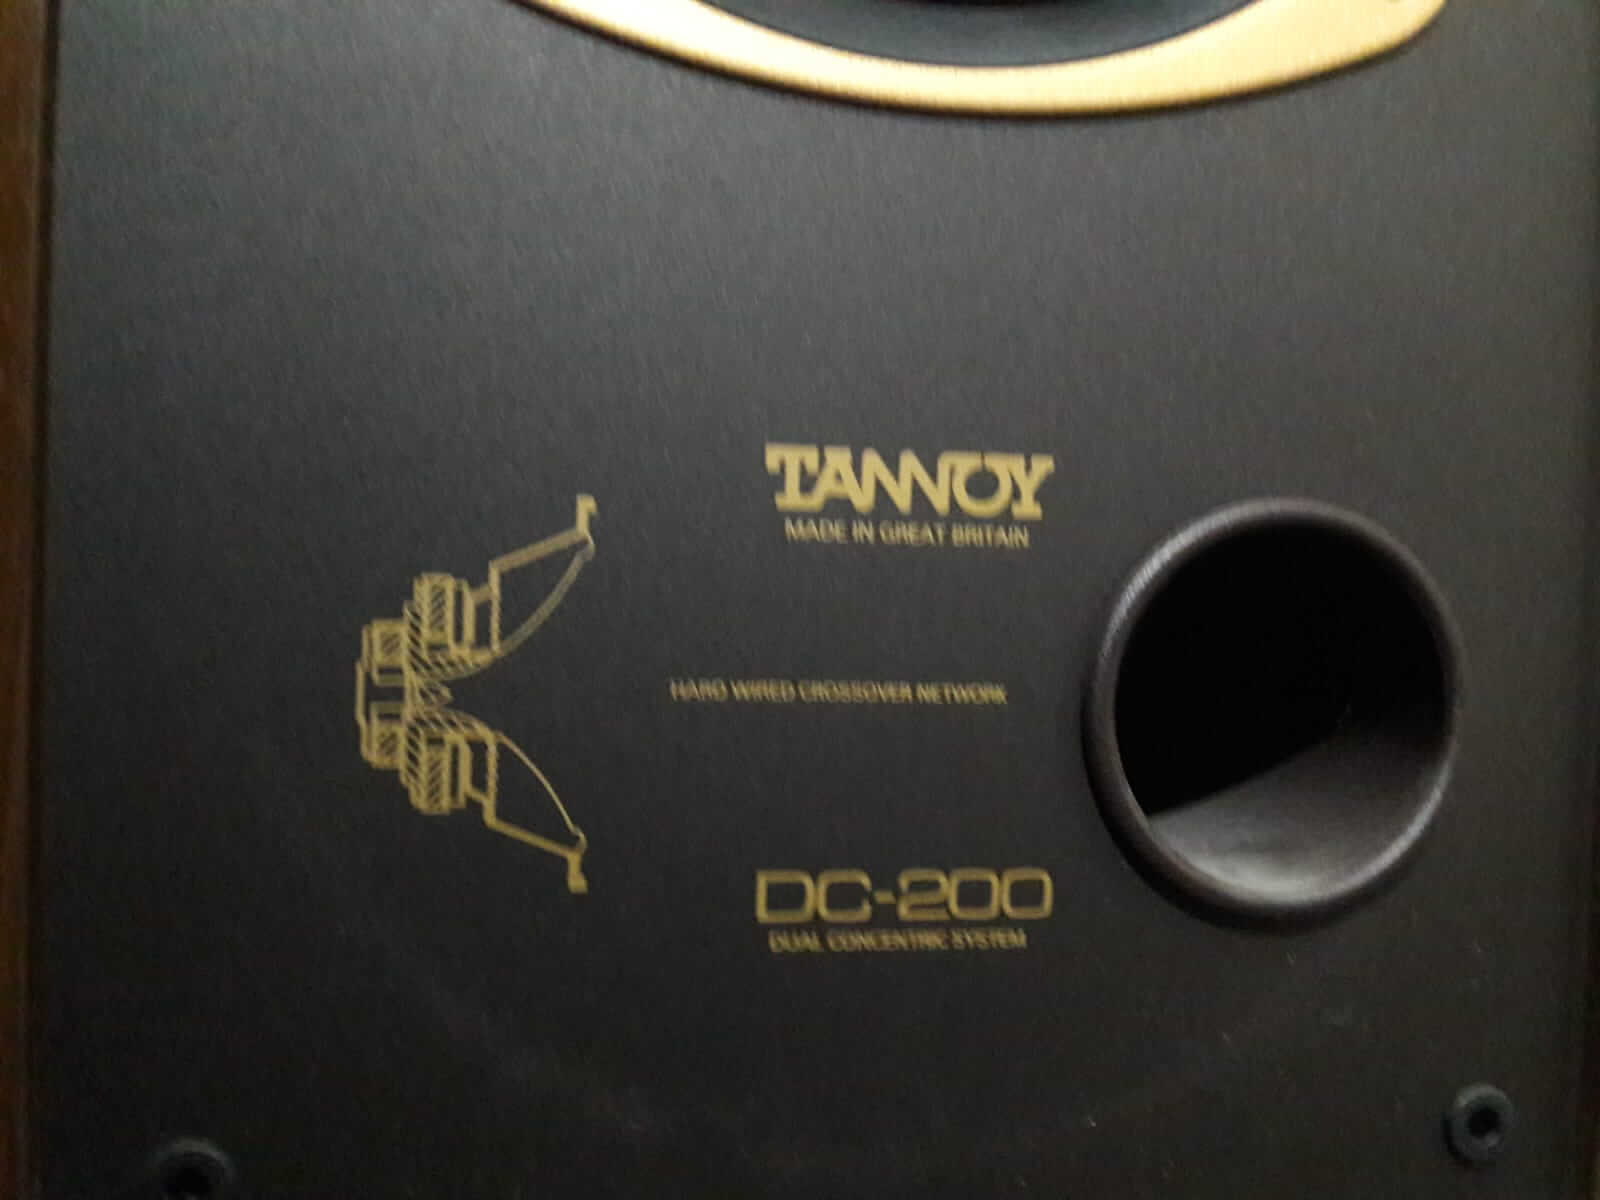 TANNOY
MADE IN GREAT BRITAIN
HARD WIRED CROSSOVER NETWORK
DC-200
DUAL CONCENTRIC SYSTEM